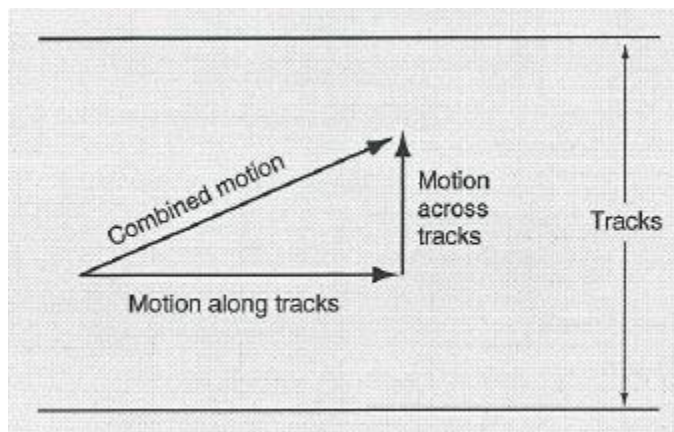 Combined motion
Motion
across
tracks
Tracks
Motion along tracks